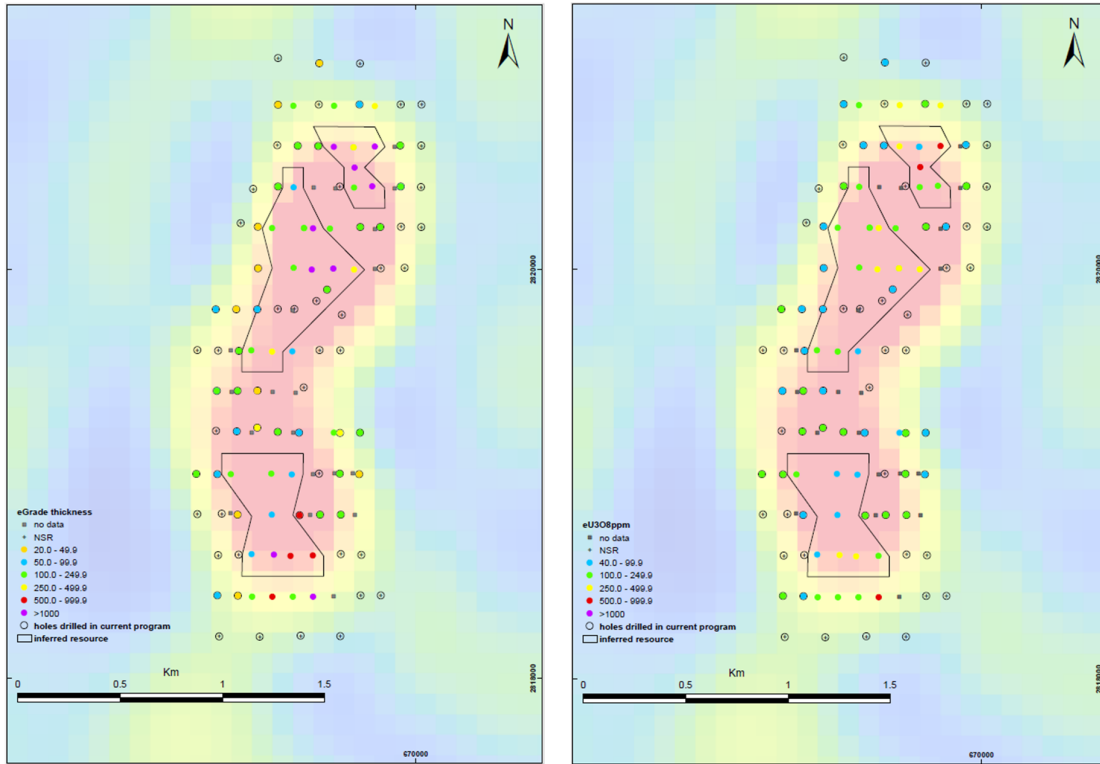 N
2820000
eGrade thickness
no data
NSR
20.0 - 49.9
50.0 - 99.9
100.0 - 249.9
250.0 - 499.9
500.0 - 999.9
>1000
holes drilled in current program
inferred resource
Km
0 0.5 1 1.5
2818000
670000
N
2820000
eU3O8ppm
no data
NSR
40.0 - 99.9
100.0 - 249.9
250.0 - 499.9
500.0 - 999.9
>1000
holes drilled in current program
inferred resource
Km
0 0.5 1 1.5
2818000
670000